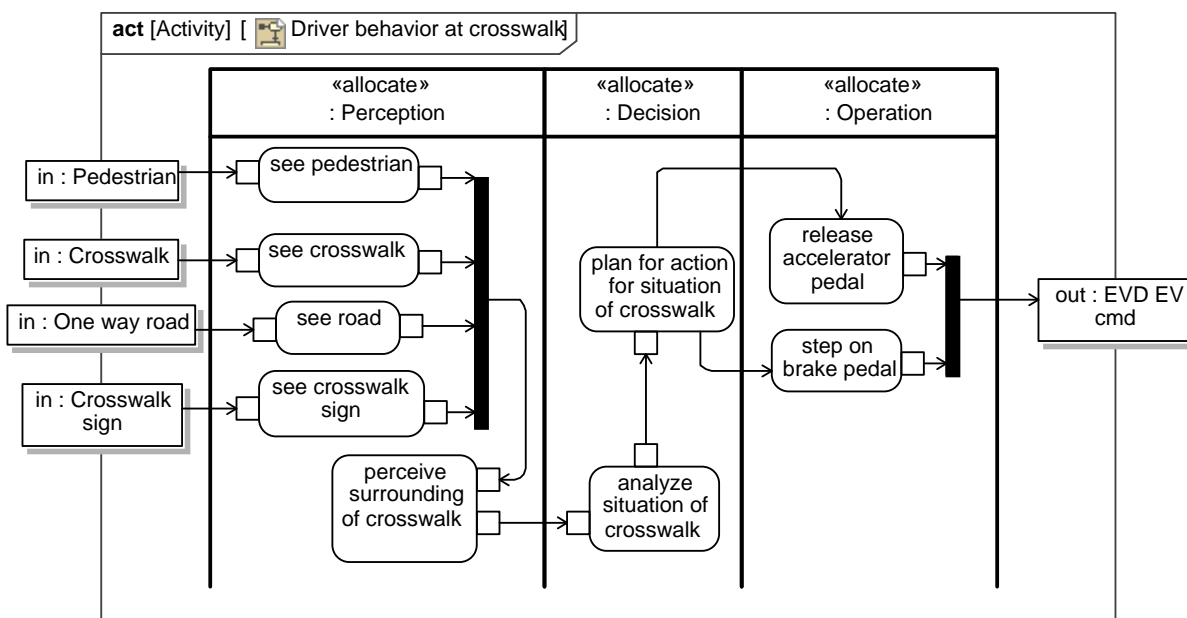 act [Activity] [ Driver behavior at crosswalk]
«allocate»
: Perception
«allocate»
: Decision
«allocate»
: Operation
in : Pedestrian
see pedestrian
in : Crosswalk
see crosswalk
in : One way road
see road
in : Crosswalk
sign
see crosswalk
sign
perceive
surrounding
of crosswalk
plan for action
for situation
of crosswalk
analyze
situation of
crosswalk
release
accelerator
pedal
step on
brake pedal
out : EVD EV
cmd